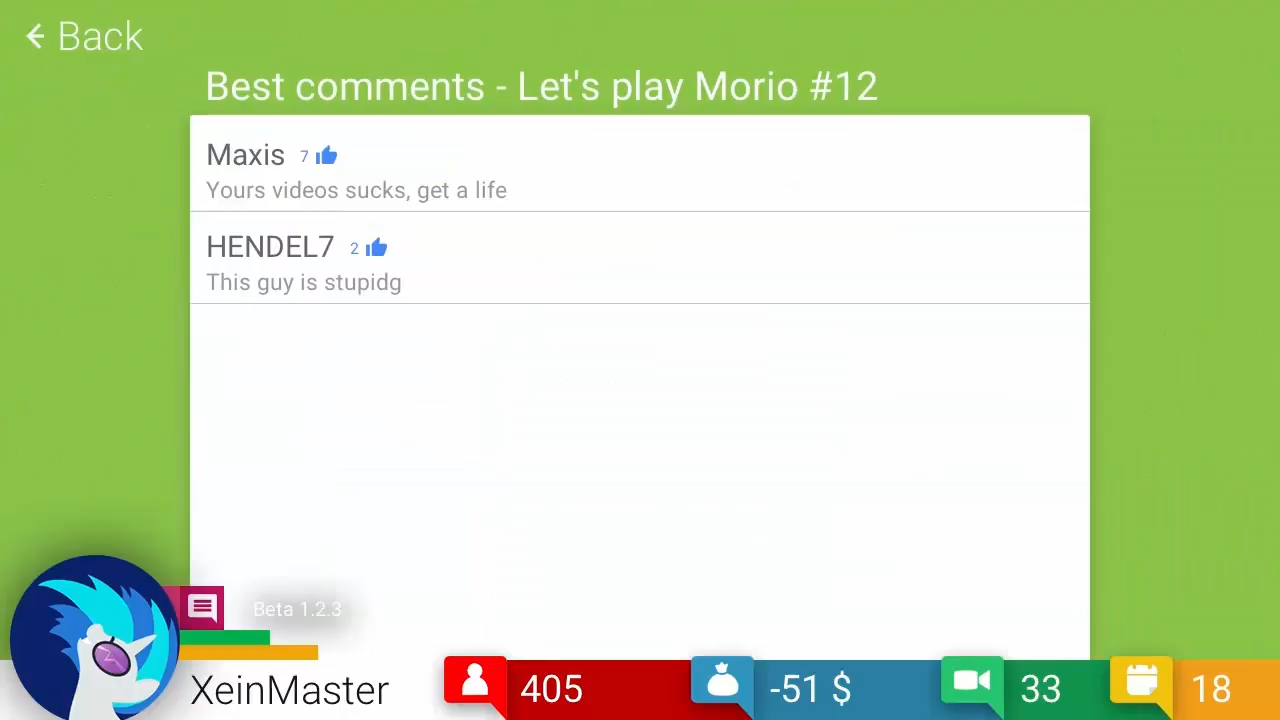 Back
Best comments - Let's play Morio #12
Maxis 7
Yours videos sucks, get a life
HENDEL7 2
This guy is stupidg
Beta 1.2.3
XeinMaster 405 -51 $ 33 18